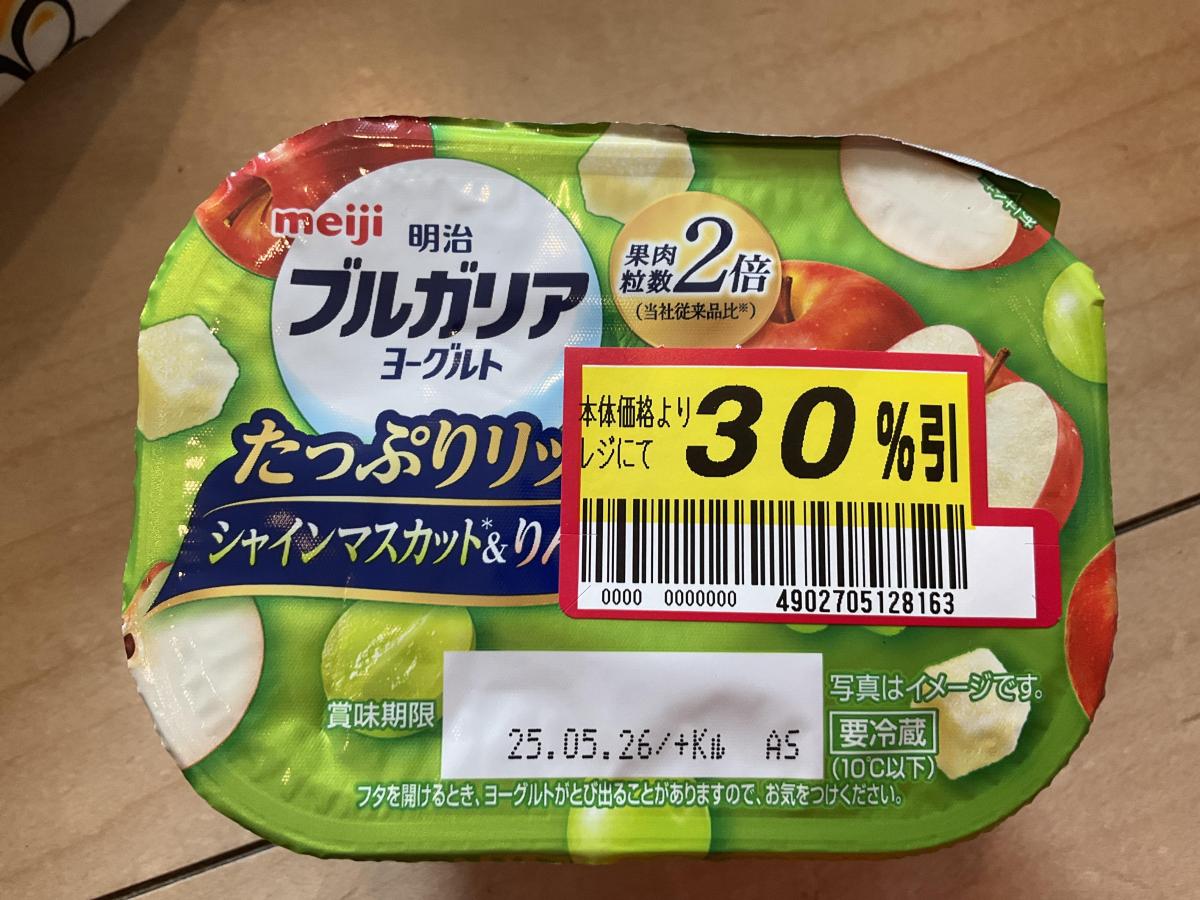 meiji
明治
ブルガリア
ヨーグルト
果肉
粒数2倍
(当社従来品比※)
たっぷりリッ
シャインマスカット*&りん
本体価格より
レジにて
30%引
0000 0000000 4902705128163
賞味期限
25.05.26/+Kル AS
写真はイメージです。
要冷蔵
(10℃以下)
フタを開けるとき、ヨーグルトがとび出ることがありますので、お気をつけください。